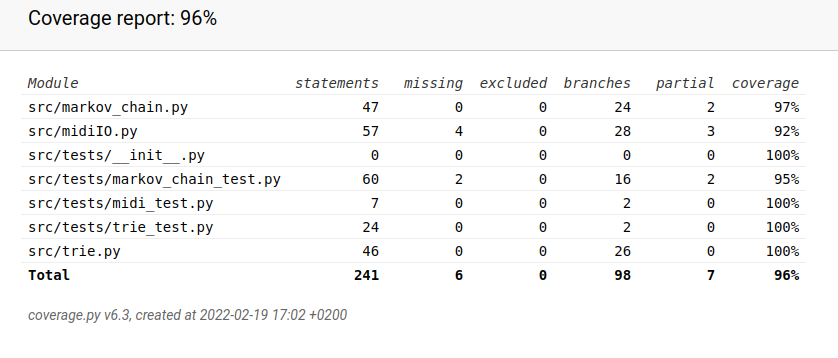 Coverage report: 96%
Module statements missing excluded branches partial coverage
src/markov_chain.py 47 0 0 24 2 97%
src/midiIO.py 57 4 0 28 3 92%
src/tests/__init__.py 0 0 0 0 0 100%
src/tests/markov_chain_test.py 60 2 0 16 2 95%
src/tests/midi_test.py 7 0 0 2 0 100%
src/tests/trie_test.py 24 0 0 2 0 100%
src/trie.py 46 0 0 26 0 100%
Total 241 6 0 98 7 96%
coverage.py v6.3, created at 2022-02-19 17:02 +0200